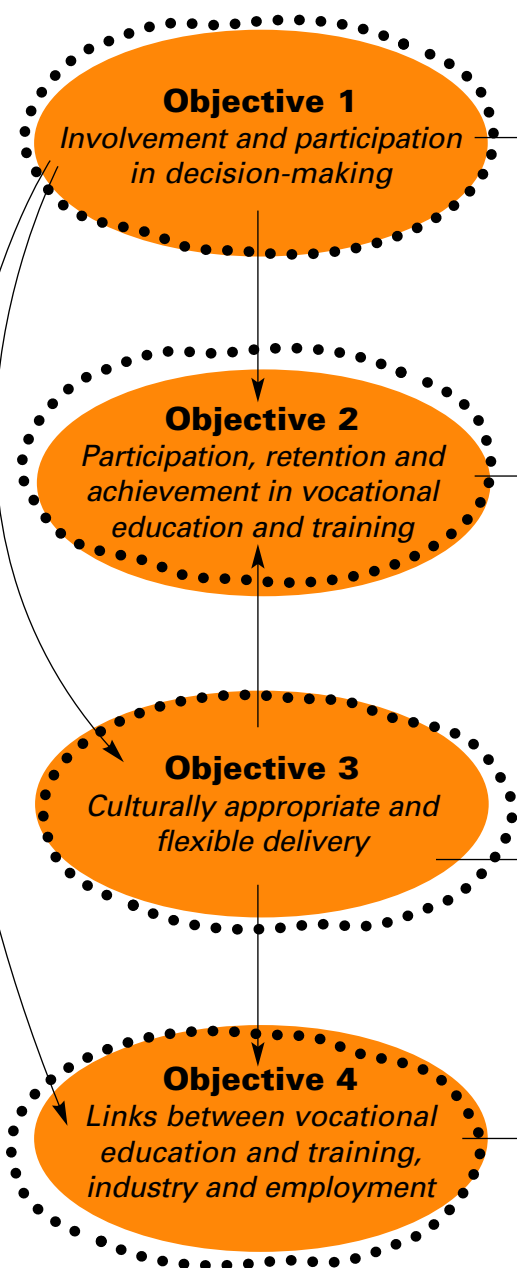 Objective 1
Involvement and participation
in decision-making
Objective 2
Participation, retention and
achievement in vocational
education and training
Objective 3
Culturally appropriate and
flexible delivery
Objective 4
Links between vocational
education and training,
industry and employment